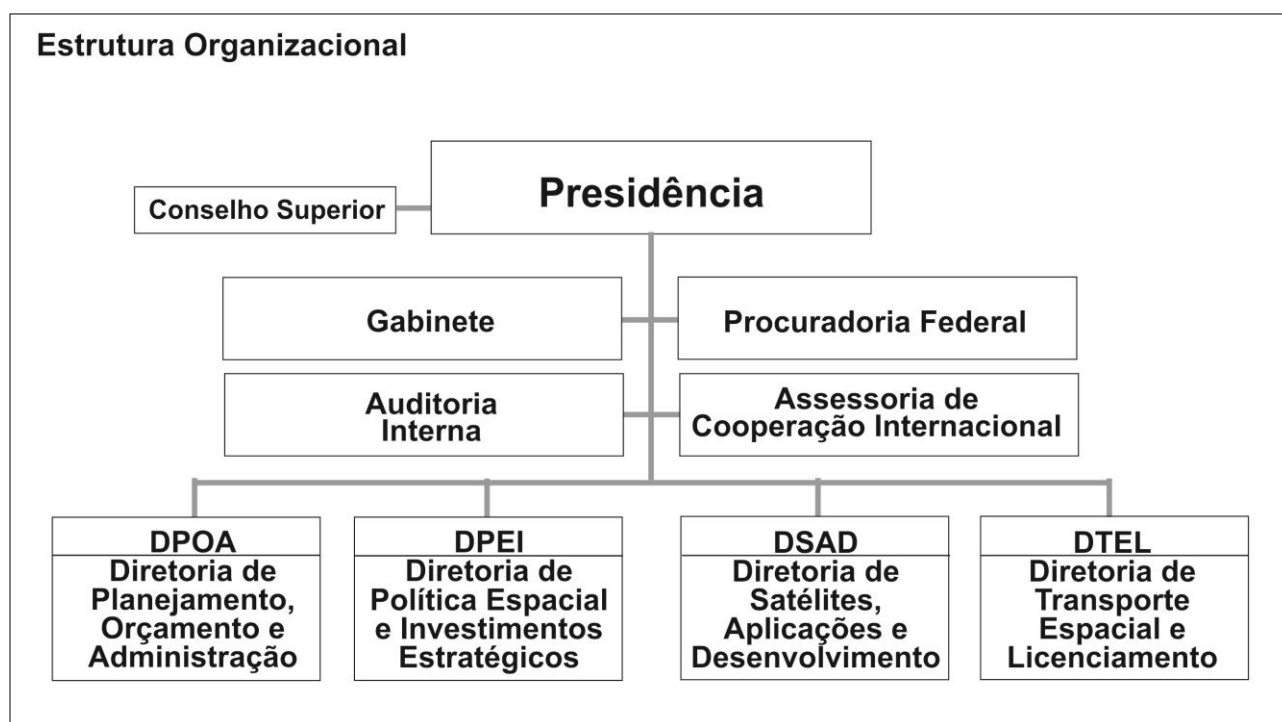 Estrutura Organizacional
Presidência
Conselho Superior
Gabinete
Procuradoria Federal
Auditoria
Interna
Assessoria de
Cooperação Internacional
DPOA
Diretoria de
Planejamento,
Orçamento e
Administração
DPEI
Diretoria de
Política Espacial
e Investimentos
Estratégicos
DSAD
Diretoria de
Satélites,
Aplicações e
Desenvolvimento
DTEL
Diretoria de
Transporte
Espacial e
Licenciamento